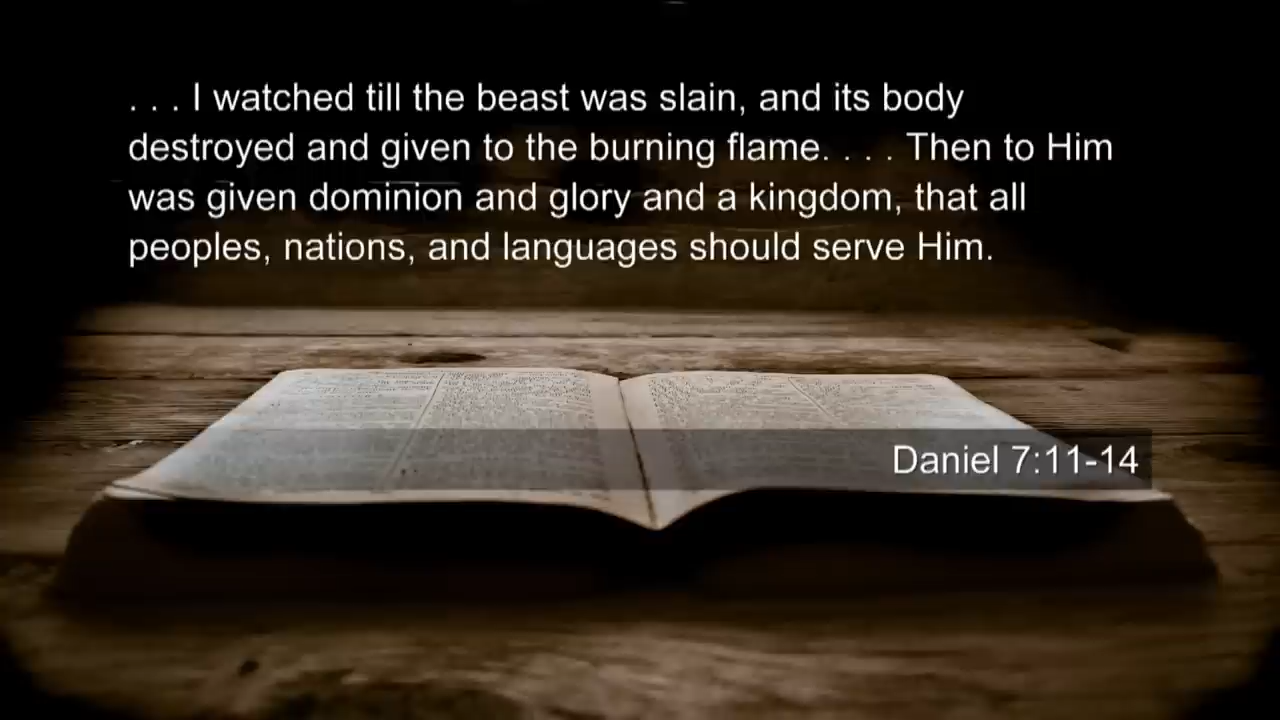 . . . I watched till the beast was slain, and its body
destroyed and given to the burning flame. . . . Then to Him
was given dominion and glory and a kingdom, that all
peoples, nations, and languages should serve Him.
Daniel 7:11-14